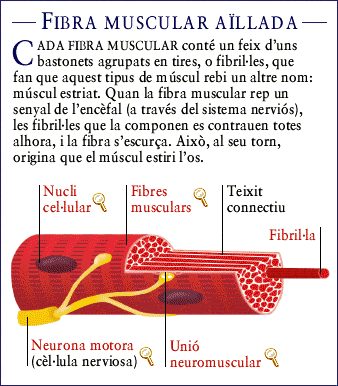 FIBRA MUSCULAR AÏLLADA
CADA FIBRA MUSCULAR conté un feix d'uns
bastonets agrupats en tires, o fibril·les, que
fan que aquest tipus de múscul rebi un altre nom:
múscul estriat. Quan la fibra muscular rep un
senyal de l'encèfal (a través del sistema nerviós),
les fibril·les que la componen es contrauen totes
alhora, i la fibra s'escurça. Això, al seu torn,
origina que el múscul estiri l'os.
Nucli
cel·lular
Fibres
musculars
Teixit
connectiu
Fibril·la
Neurona motora
(cèl·lula nerviosa)
Unió
neuromuscular